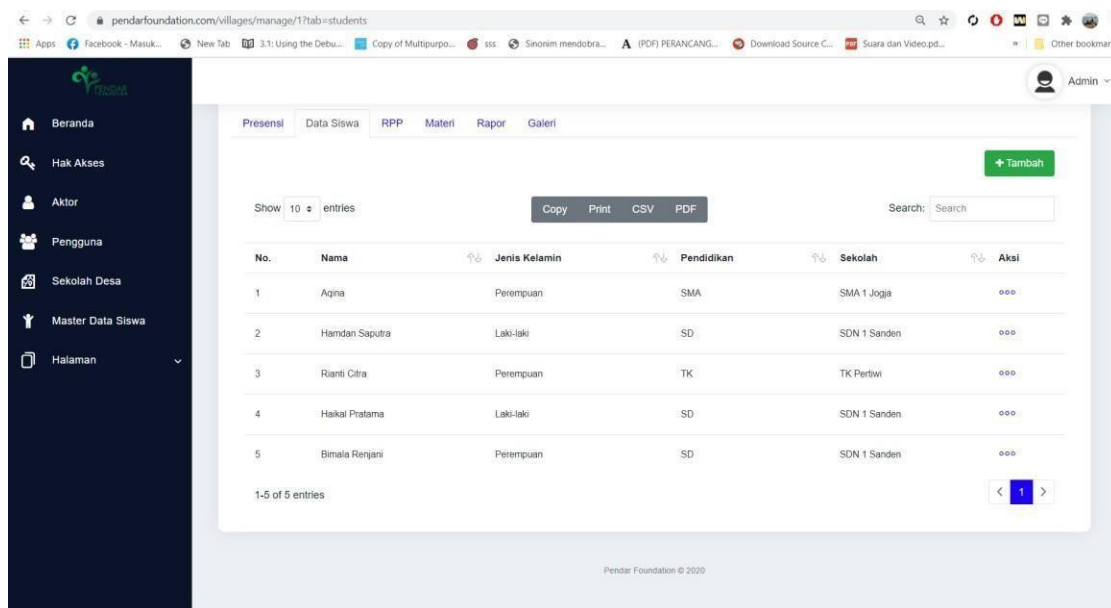 pendarfoundation.com/villages/manage/1?tab=students
Apps Facebook - Masuk... New Tab 3.1: Using the Debu... Copy of Multipurpo... sss Sinonim mendobra... (PDF) PERANCANG... Download Source C... Suara dan Video.pd... » Other bookmar
PENDAR
Admin
Beranda
Hak Akses
Aktor
Pengguna
Sekolah Desa
Master Data Siswa
Halaman
Presensi Data Siswa RPP Materi Rapor Galeri
+ Tambah
Show 10 entries Copy Print CSV PDF Search: Search
No. Nama Jenis Kelamin Pendidikan Sekolah Aksi
1 Aqina Perempuan SMA SMA 1 Jogja
2 Hamdan Saputra Laki-laki SD SDN 1 Sanden
3 Rianti Citra Perempuan TK TK Pertiwi
4 Haikal Pratama Laki-laki SD SDN 1 Sanden
5 Bimala Renjani Perempuan SD SDN 1 Sanden
1-5 of 5 entries < 1 >
Pendar Foundation © 2020